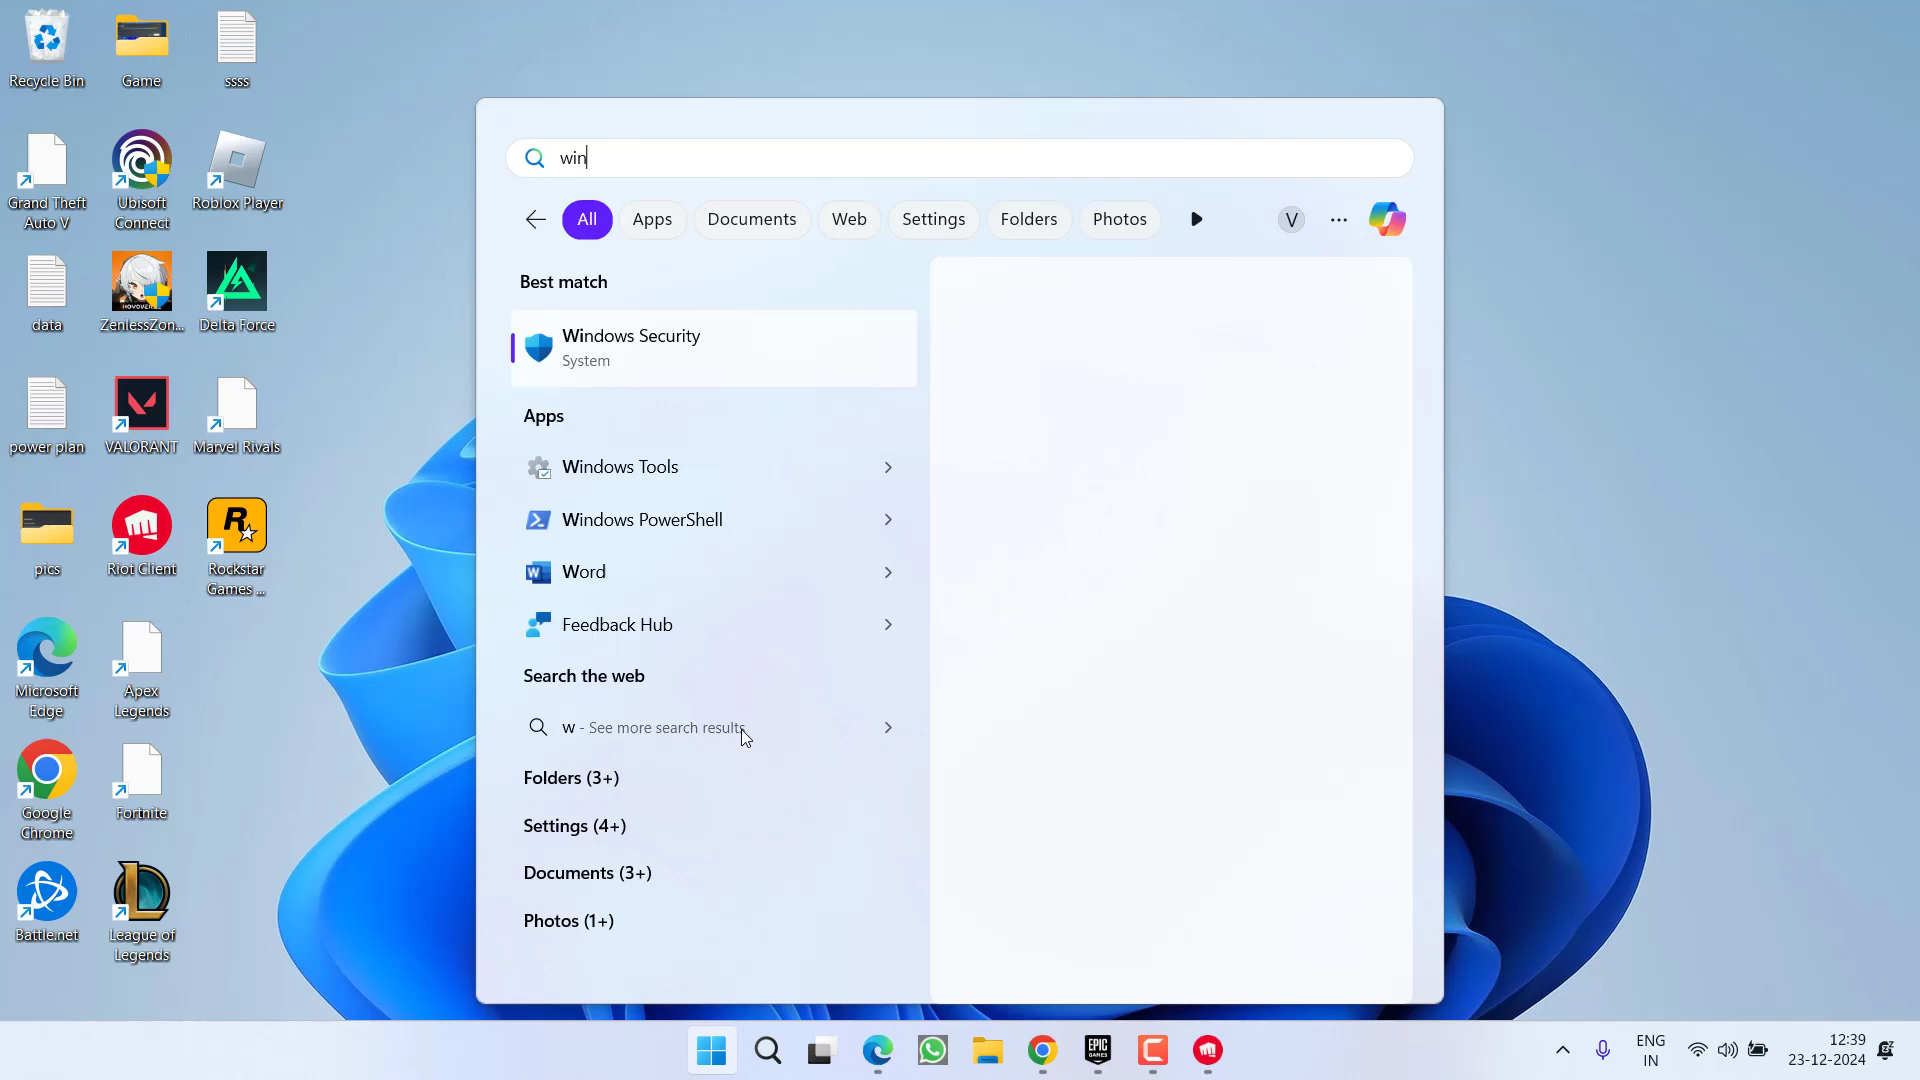 Recycle Bin
Game
ssss
Grand Theft
Auto V
Ubisoft
Connect
Roblox Player
data
ZenlessZon...
Delta Force
power plan
VALORANT
Marvel Rivals
pics
Riot Client
Rockstar
Games ...
Microsoft
Edge
Apex
Legends
Google
Chrome
Fortnite
Battle.net
League of
Legends
win
All
Apps
Documents
Web
Settings
Folders
Photos
V
Best match
Windows Security
System
Apps
Windows Tools
Windows PowerShell
Word
Feedback Hub
Search the web
w - See more search results
Folders (3+)
Settings (4+)
Documents (3+)
Photos (1+)
EPIC
GAMES
ENG
IN
12:39
23-12-2024